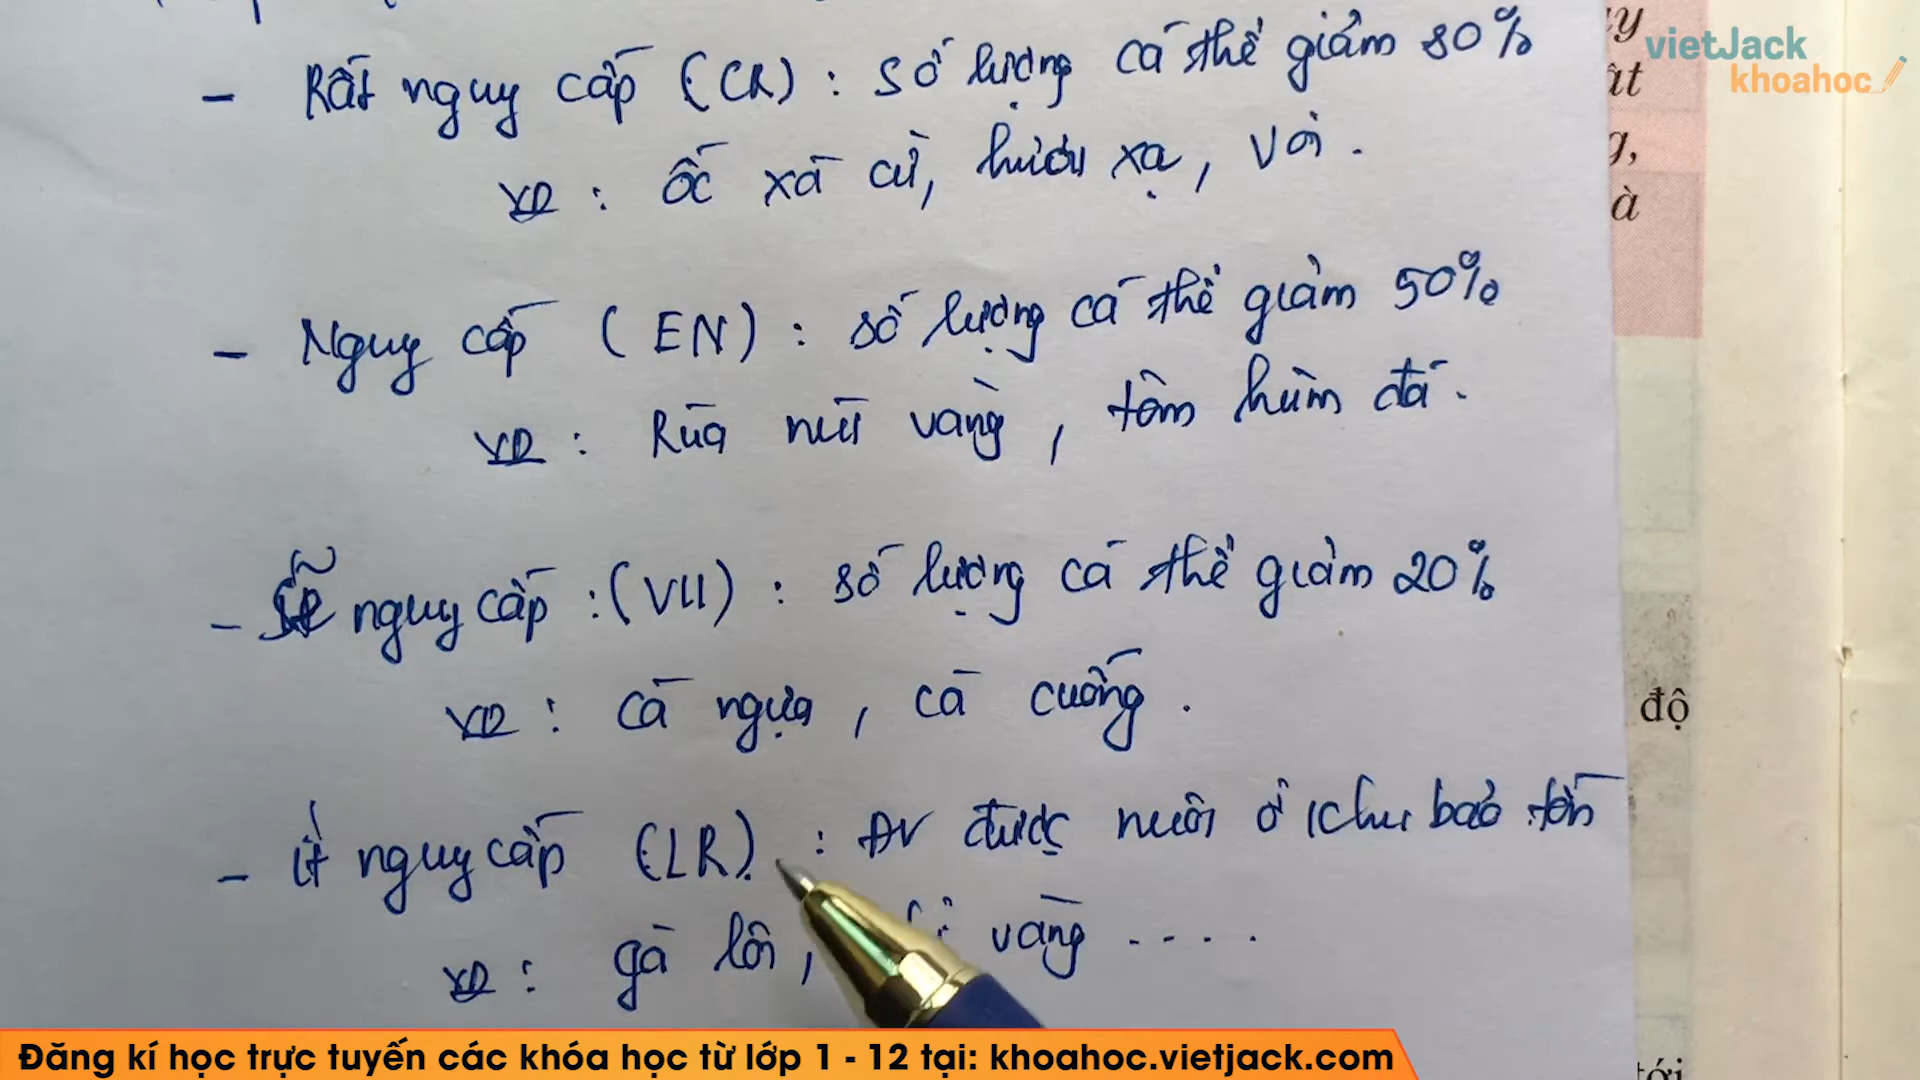 - Rất nguy cấp (CR) : số lượng cá thể giảm 80%
VD : ốc xà cừ, hươu xạ, voi.
- Nguy cấp (EN) : số lượng cá thể giảm 50%
VD : Rùa núi vàng, tôm hùm đá.
- Sẽ nguy cấp : (VU) : số lượng cá thể giảm 20%
VD : Cá ngựa, cà cuống.
- Ít nguy cấp (LR) : ĐV được nuôi ở khu bảo tồn
VD : gà lôi, vàng ....
vietJack
khoahoc
ật
à
độ
tới
Đăng kí học trực tuyến các khóa học từ lớp 1 - 12 tại: khoahoc.vietjack.com